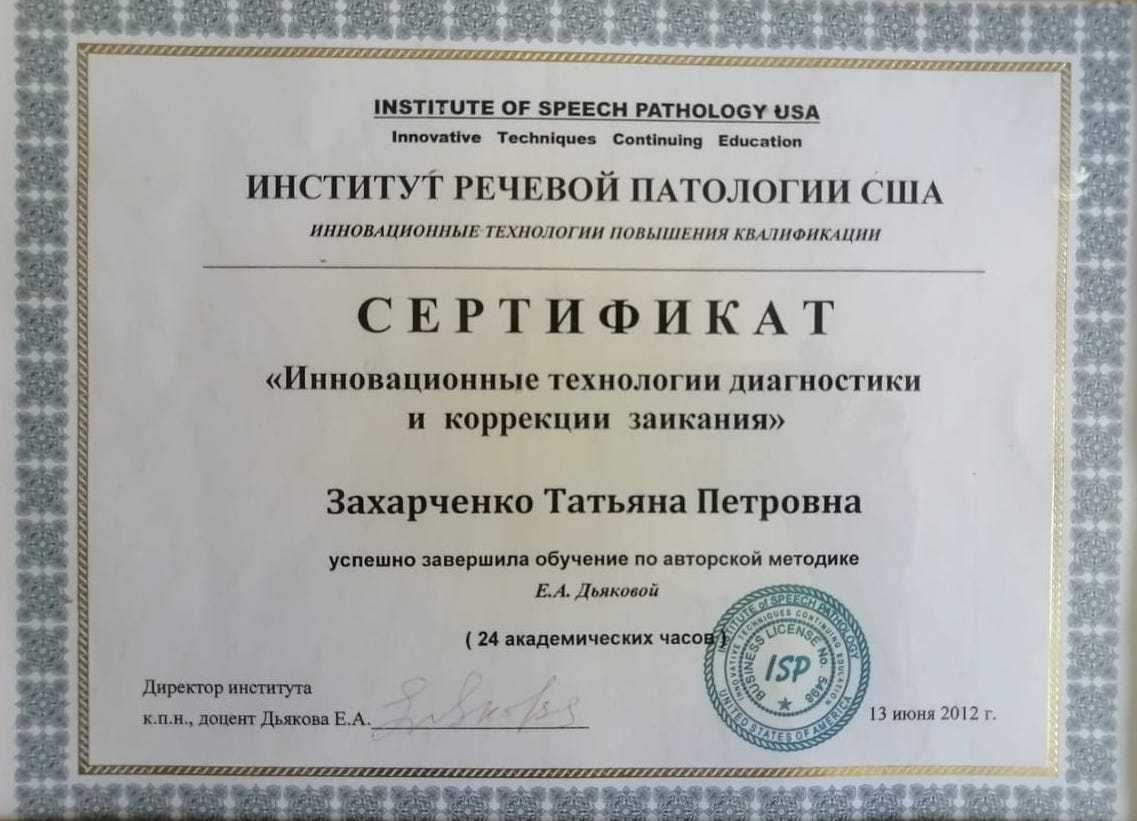 INSTITUTE OF SPEECH PATHOLOGY USA
Innovative Techniques Continuing Education
ИНСТИТУТ РЕЧЕВОЙ ПАТОЛОГИИ США
ИННОВАЦИОННЫЕ ТЕХНОЛОГИИ ПОВЫШЕНИЯ КВАЛИФИКАЦИИ
СЕРТИФИКАТ
«Инновационные технологии диагностики
и коррекции заикания»
Захарченко Татьяна Петровна
успешно завершила обучение по авторской методике
Е.А. Дьяковой
( 24 академических часов )
INSTITUTE of SPEECH PATHOLOGY
INNOVATIVE TECHNIQUES CONTINUING EDUCATION
BUSINESS LICENSE No. 5498
ISP
UNITED STATES OF AMERICA
Директор института
к.п.н., доцент Дьякова Е.А.
13 июня 2012 г.